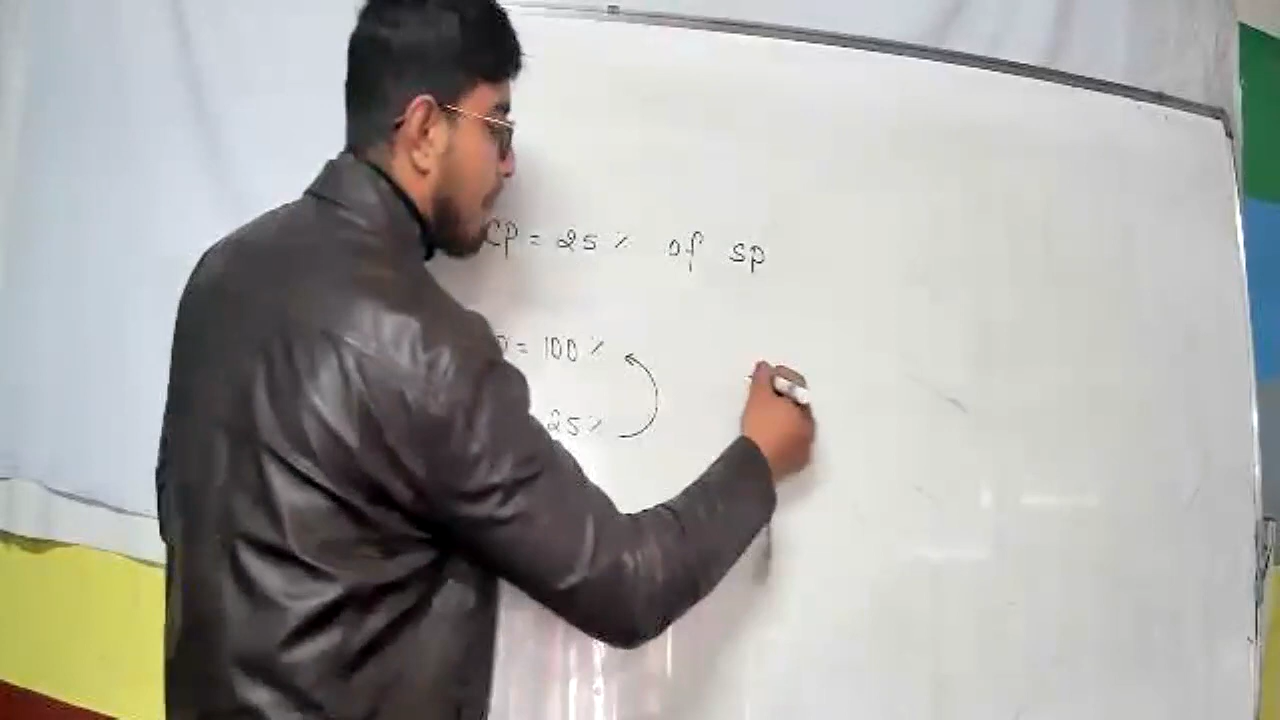 CP = 25% of SP
= 100%
25%